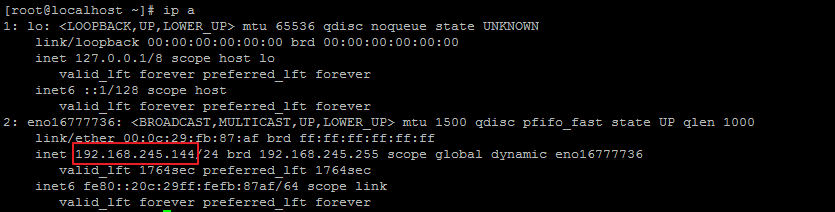 [root@localhost ~]# ip a
1: lo: <LOOPBACK,UP,LOWER_UP> mtu 65536 qdisc noqueue state UNKNOWN
    link/loopback 00:00:00:00:00:00 brd 00:00:00:00:00:00
    inet 127.0.0.1/8 scope host lo
       valid_lft forever preferred_lft forever
    inet6 ::1/128 scope host
       valid_lft forever preferred_lft forever
2: eno16777736: <BROADCAST,MULTICAST,UP,LOWER_UP> mtu 1500 qdisc pfifo_fast state UP qlen 1000
    link/ether 00:0c:29:fb:87:af brd ff:ff:ff:ff:ff:ff
    inet 192.168.245.144/24 brd 192.168.245.255 scope global dynamic eno16777736
       valid_lft 1764sec preferred_lft 1764sec
    inet6 fe80::20c:29ff:fefb:87af/64 scope link
       valid_lft forever preferred_lft forever